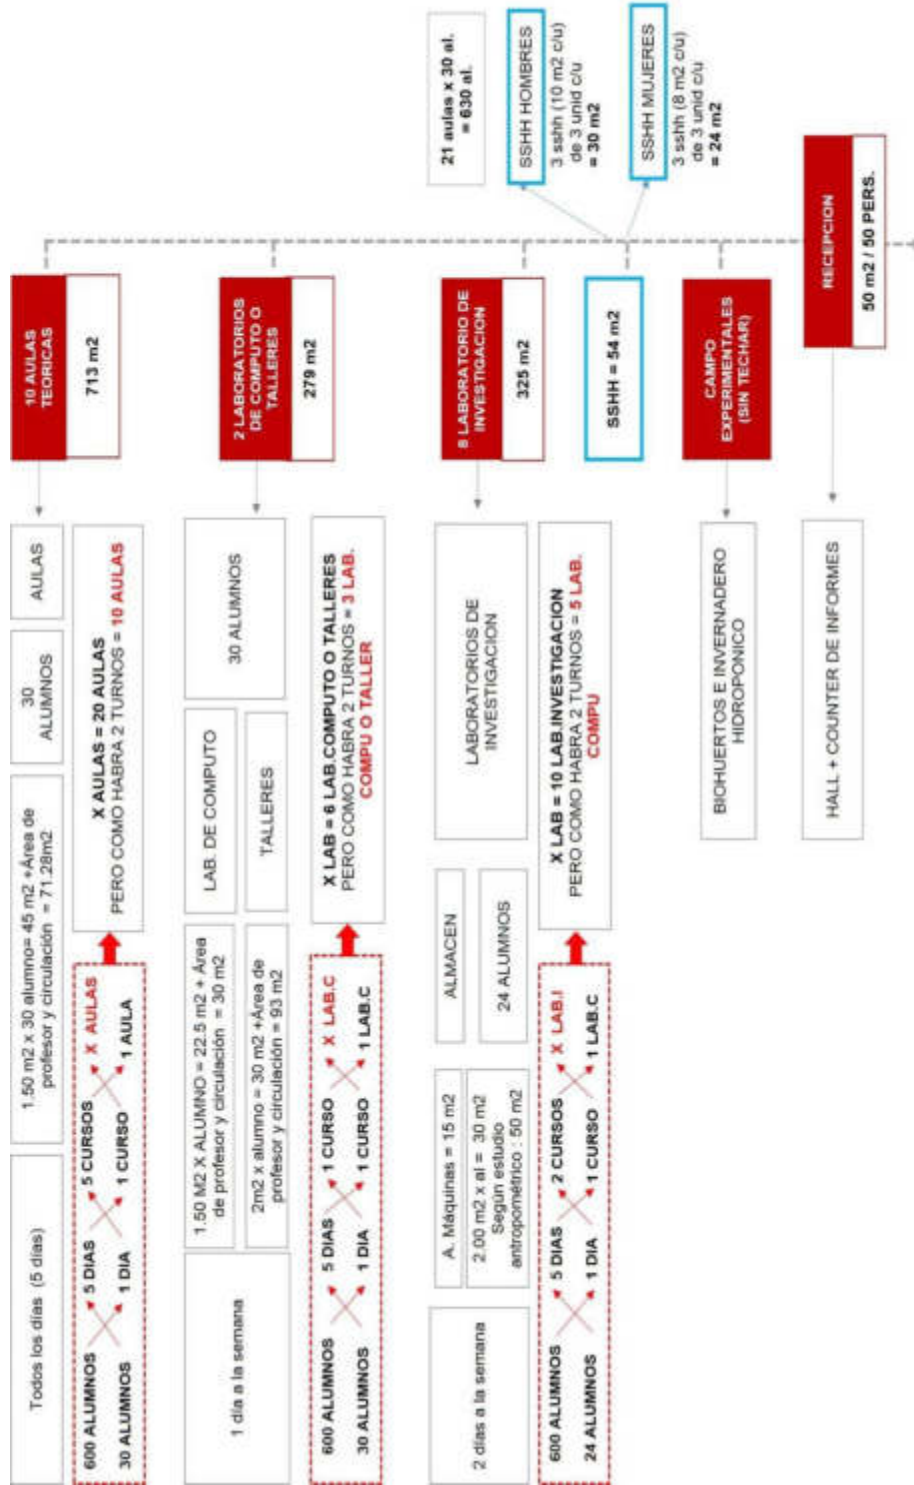 Todos los días (5 días)
1.50 m2 x 30 alumno= 45 m2 +Área de
profesor y circulación = 71.28m2
30
ALUMNOS
AULAS
10 AULAS
TEORICAS
713 m2
600 ALUMNOS 5 DIAS 5 CURSOS X AULAS
30 ALUMNOS 1 DIA 1 CURSO 1 AULA
X AULAS = 20 AULAS
PERO COMO HABRA 2 TURNOS = 10 AULAS
1 día a la semana
1.50 M2 X ALUMNO = 22.5 m2 + Área
de profesor y circulación = 30 m2
LAB. DE COMPUTO
2m2 x alumno = 30 m2 +Área de
profesor y circulación = 93 m2
TALLERES
30 ALUMNOS
2 LABORATORIOS
DE COMPUTO O
TALLERES
279 m2
600 ALUMNOS 5 DIAS 1 CURSO X LAB.C
30 ALUMNOS 1 DIA 1 CURSO 1 LAB.C
X LAB = 6 LAB.COMPUTO O TALLERES
PERO COMO HABRA 2 TURNOS = 3 LAB.
COMPU O TALLER
2 días a la semana
A. Máquinas = 15 m2
ALMACEN
2.00 m2 x al = 30 m2
Según estudio
antropométrico : 50 m2
24 ALUMNOS
LABORATORIOS DE
INVESTIGACION
8 LABORATORIO DE
INVESTIGACION
325 m2
600 ALUMNOS 5 DIAS 2 CURSOS X LAB.I
24 ALUMNOS 1 DIA 1 CURSO 1 LAB.C
X LAB = 10 LAB.INVESTIGACION
PERO COMO HABRA 2 TURNOS = 5 LAB.
COMPU
21 aulas x 30 al.
= 630 al.
SSHH = 54 m2
SSHH HOMBRES
3 sshh (10 m2 c/u)
de 3 unid c/u
= 30 m2
SSHH MUJERES
3 sshh (8 m2 c/u)
de 3 unid c/u
= 24 m2
BIOHUERTOS E INVERNADERO
HIDROPONICO
CAMPO
EXPERIMENTALES
(SIN TECHAR)
HALL + COUNTER DE INFORMES
RECEPCION
50 m2 / 50 PERS.